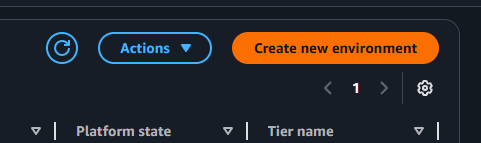 Actions Create new environment
1
Platform state Tier name